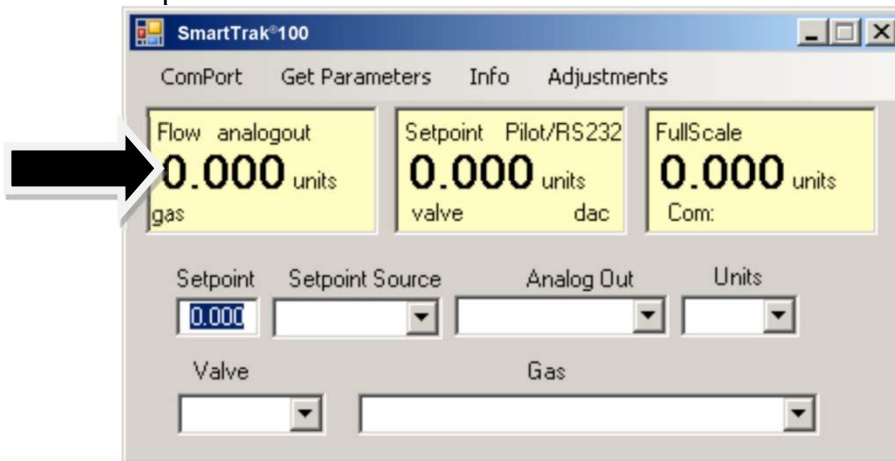 SmartTrak®100
ComPort Get Parameters Info Adjustments
Flow analogout
0.000 units
gas
Setpoint Pilot/RS232
0.000 units
valve dac
FullScale
0.000 units
Com:
Setpoint Setpoint Source Analog Out Units
0.000
Valve Gas